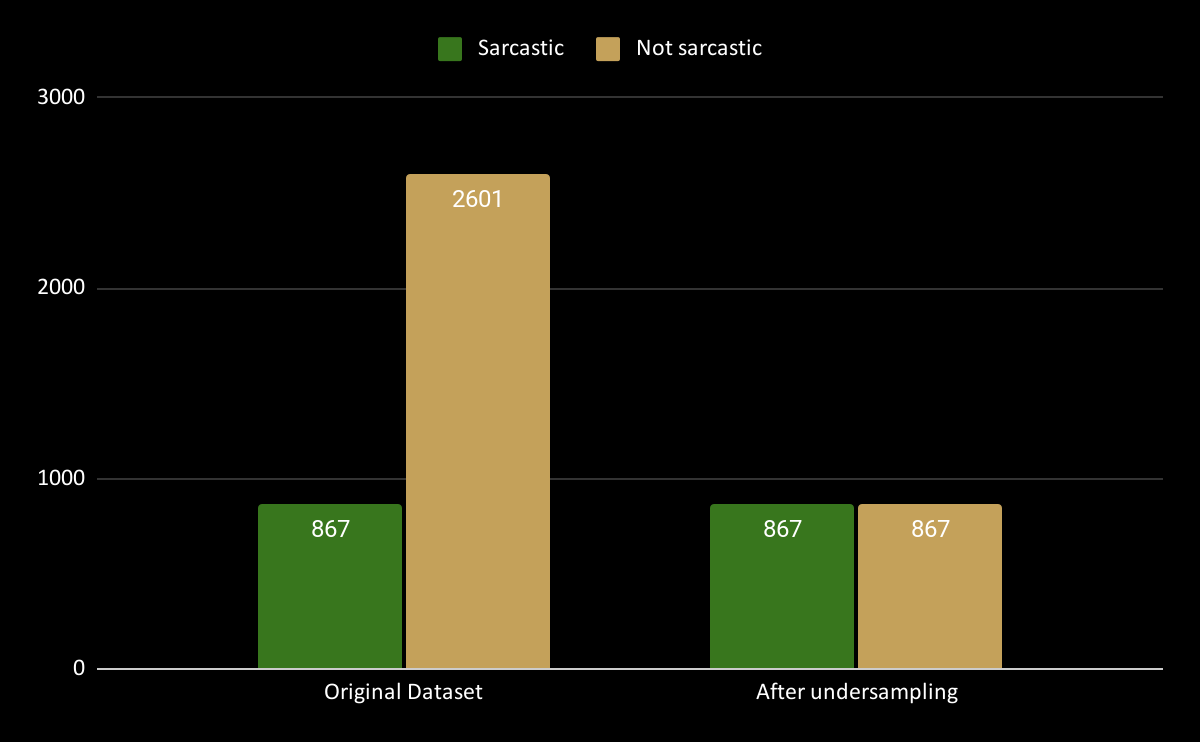 Sarcastic Not sarcastic
3000
2601
2000
1000
867 867 867
0
Original Dataset After undersampling